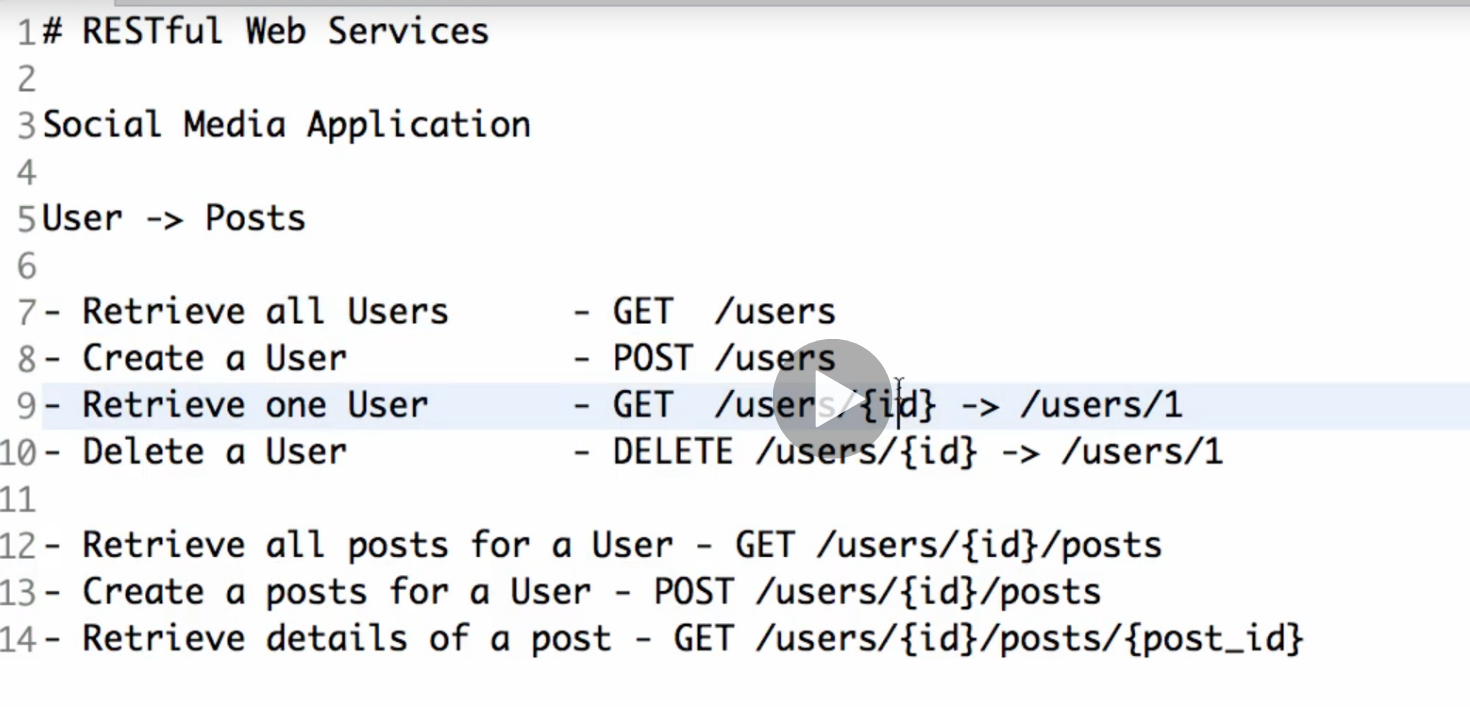 1 # RESTful Web Services
2
3 Social Media Application
4
5 User -> Posts
6
7 - Retrieve all Users      - GET  /users
8 - Create a User           - POST /users
9 - Retrieve one User       - GET  /users/{id} -> /users/1
10 - Delete a User           - DELETE /users/{id} -> /users/1
11
12 - Retrieve all posts for a User - GET /users/{id}/posts
13 - Create a posts for a User - POST /users/{id}/posts
14 - Retrieve details of a post - GET /users/{id}/posts/{post_id}